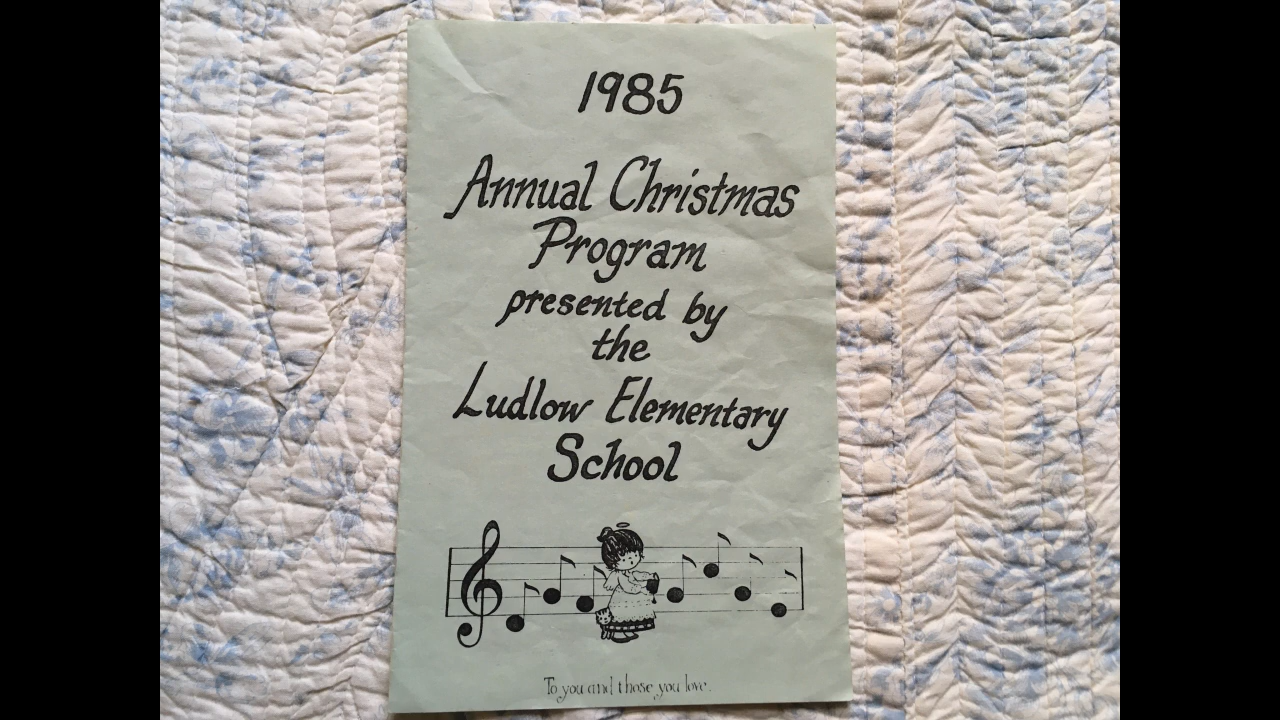 1985
Annual Christmas
Program
presented by
the
Ludlow Elementary
School
To you and those you love.